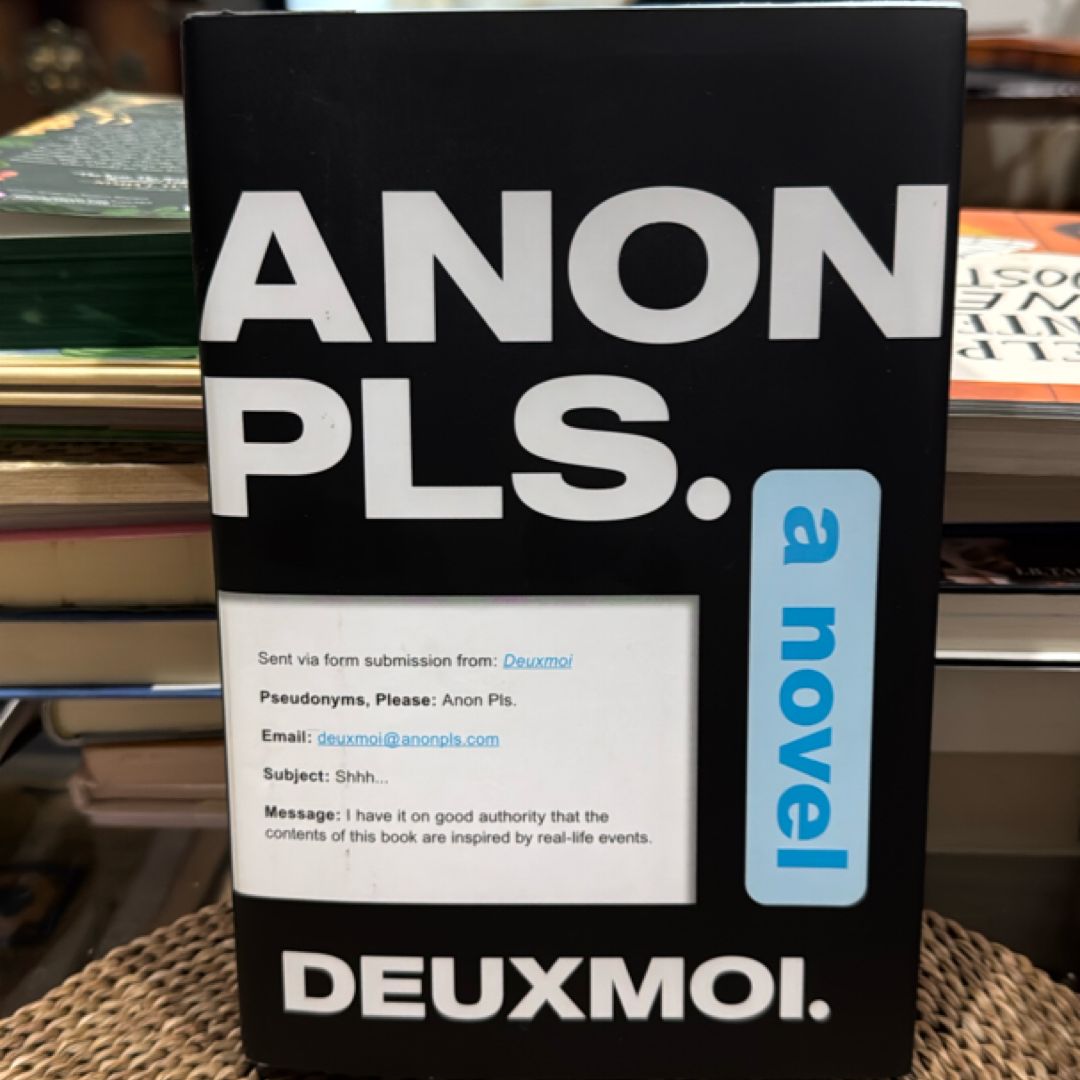 ANON
PLS.
a novel
Sent via form submission from: Deuxmoi
Pseudonyms, Please: Anon Pls.
Email: deuxmoi@anonpls.com
Subject: Shhh...
Message: I have it on good authority that the
contents of this book are inspired by real-life events.
DEUXMOI.